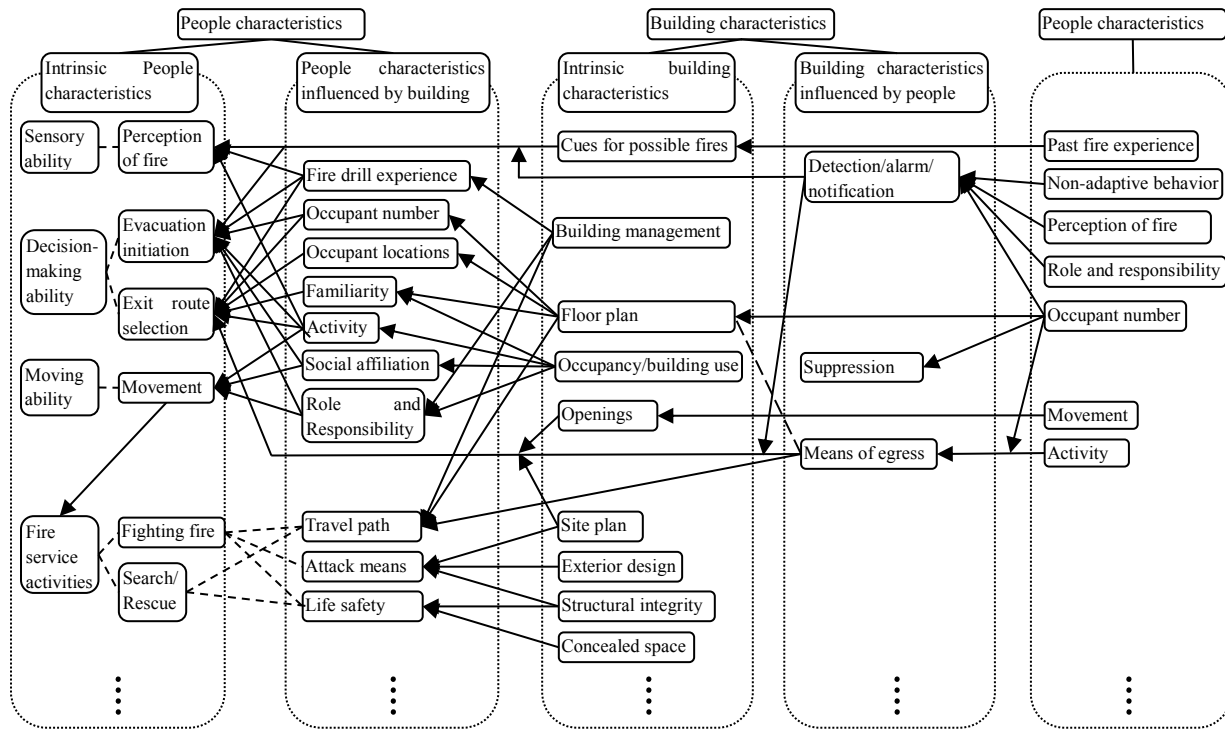 People characteristics
Building characteristics
People characteristics
Intrinsic People
characteristics
People characteristics
influenced by building
Intrinsic building
characteristics
Building characteristics
influenced by people
Sensory
ability
Perception
of fire
Decision-
making
ability
Evacuation
initiation
Exit route
selection
Moving
ability
Movement
Fire
service
activities
Fighting fire
Search/
Rescue
Fire drill experience
Occupant number
Occupant locations
Familiarity
Activity
Social affiliation
Role and
Responsibility
Travel path
Attack means
Life safety
Cues for possible fires
Building management
Floor plan
Occupancy/building use
Openings
Site plan
Exterior design
Structural integrity
Concealed space
Detection/alarm/
notification
Suppression
Means of egress
Past fire experience
Non-adaptive behavior
Perception of fire
Role and responsibility
Occupant number
Movement
Activity